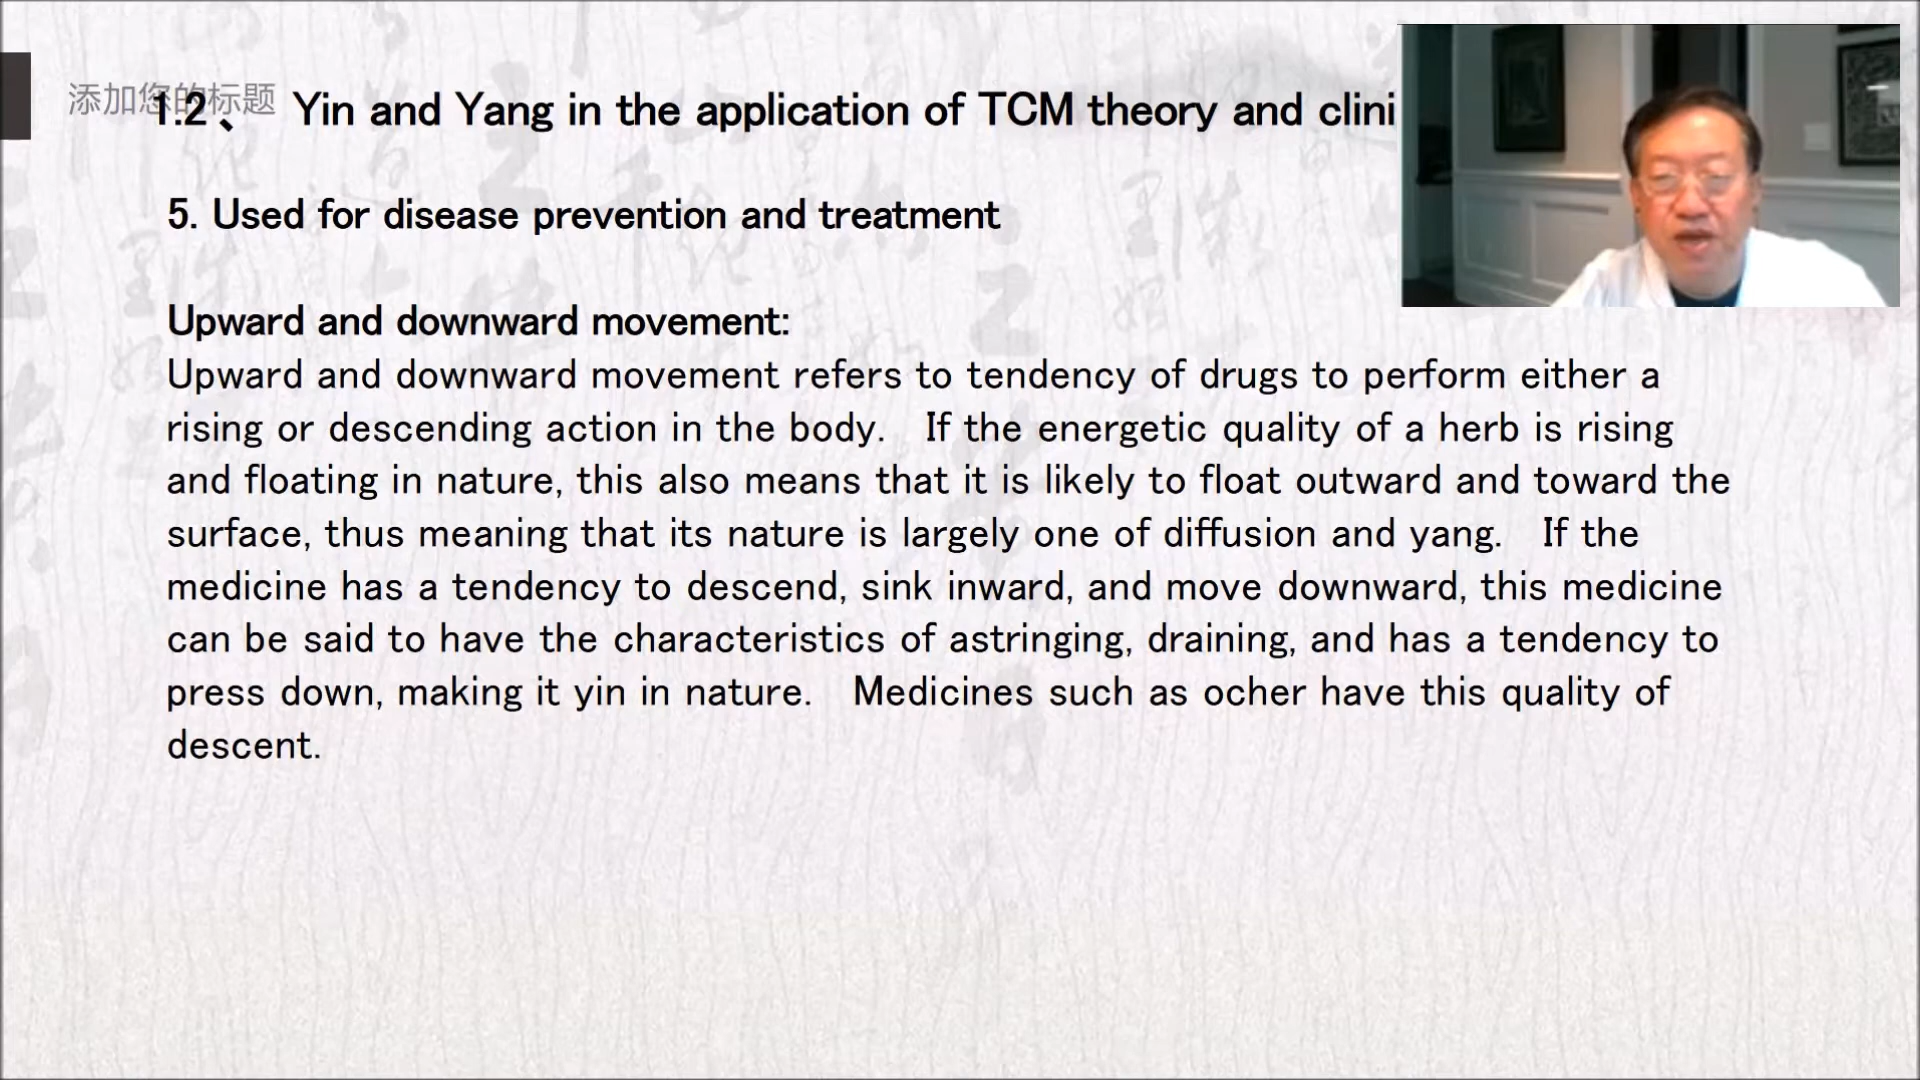 添加您的标题
1.2、 Yin and Yang in the application of TCM theory and clini
5. Used for disease prevention and treatment
Upward and downward movement:
Upward and downward movement refers to tendency of drugs to perform either a
rising or descending action in the body. If the energetic quality of a herb is rising
and floating in nature, this also means that it is likely to float outward and toward the
surface, thus meaning that its nature is largely one of diffusion and yang. If the
medicine has a tendency to descend, sink inward, and move downward, this medicine
can be said to have the characteristics of astringing, draining, and has a tendency to
press down, making it yin in nature. Medicines such as ocher have this quality of
descent.